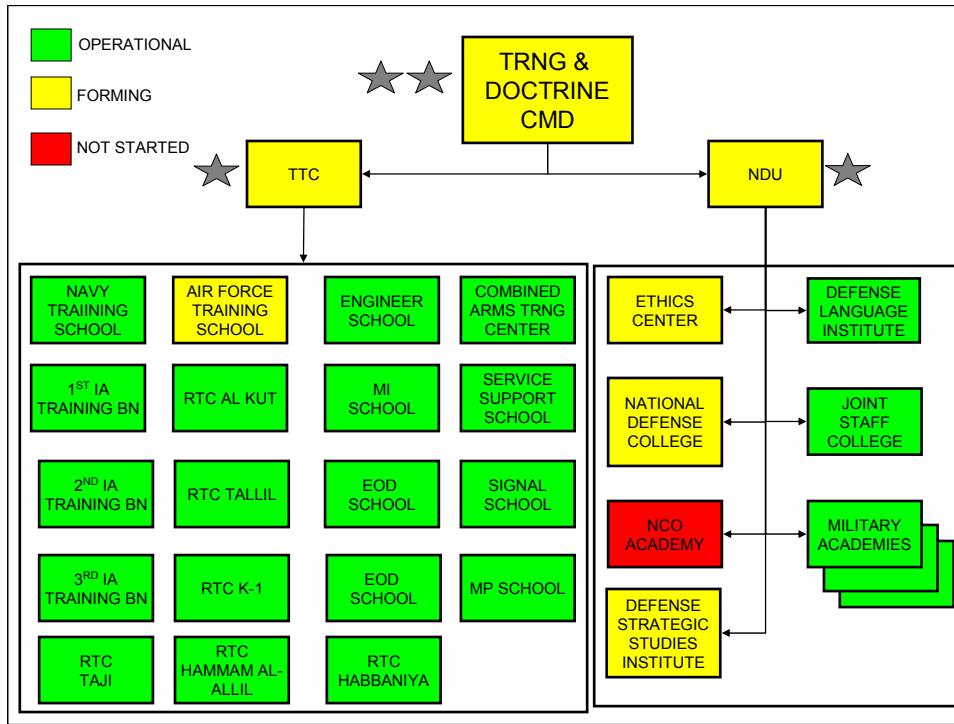 OPERATIONAL
FORMING
NOT STARTED
TRNG &
DOCTRINE
CMD
TTC
NDU
NAVY
TRAIINING
SCHOOL
AIR FORCE
TRAINING
SCHOOL
ENGINEER
SCHOOL
COMBINED
ARMS TRNG
CENTER
1ST IA
TRAINING BN
RTC AL KUT
MI
SCHOOL
SERVICE
SUPPORT
SCHOOL
2ND IA
TRAINING BN
RTC TALLIL
EOD
SCHOOL
SIGNAL
SCHOOL
3RD IA
TRAINING BN
RTC K-1
EOD
SCHOOL
MP SCHOOL
RTC
TAJI
RTC
HAMMAM AL-
ALLIL
RTC
HABBANIYA
ETHICS
CENTER
DEFENSE
LANGUAGE
INSTITUTE
NATIONAL
DEFENSE
COLLEGE
JOINT
STAFF
COLLEGE
NCO
ACADEMY
MILITARY
ACADEMIES
DEFENSE
STRATEGIC
STUDIES
INSTITUTE